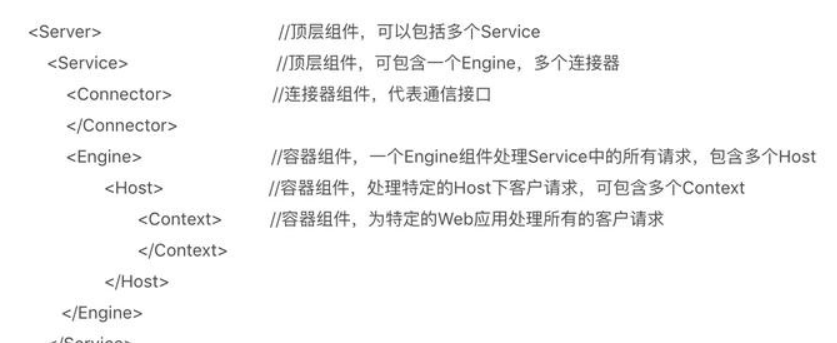 <Server> //顶层组件，可以包括多个Service
<Service> //顶层组件，可包含一个Engine，多个连接器
<Connector> //连接器组件，代表通信接口
</Connector>
<Engine> //容器组件，一个Engine组件处理Service中的所有请求，包含多个Host
<Host> //容器组件，处理特定的Host下客户请求，可包含多个Context
<Context> //容器组件，为特定的Web应用处理所有的客户请求
</Context>
</Host>
</Engine>
</Service>